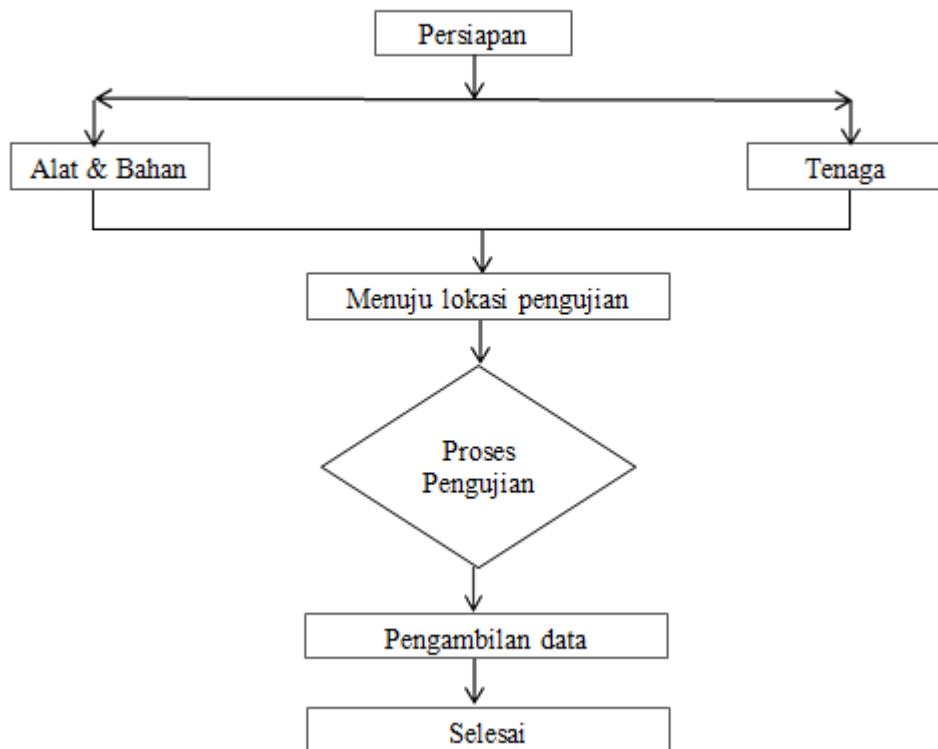 Persiapan
Alat & Bahan
Tenaga
Menuju lokasi pengujian
Proses
Pengujian
Pengambilan data
Selesai